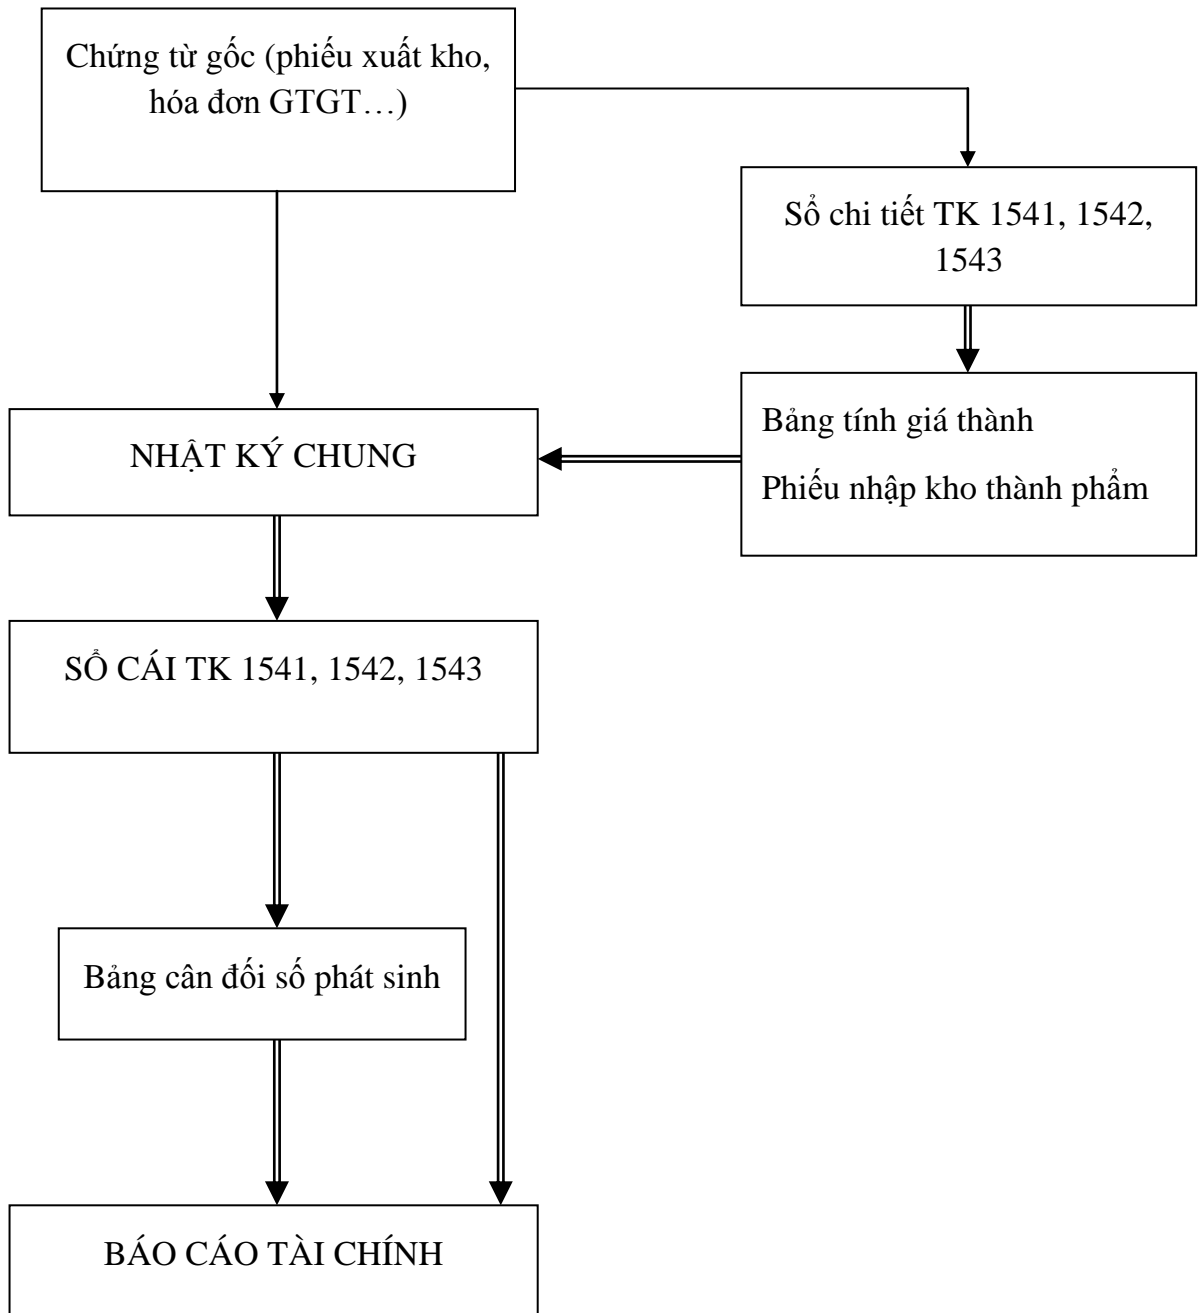 Chứng từ gốc (phiếu xuất kho,
hóa đơn GTGT…)
Sổ chi tiết TK 1541, 1542,
1543
Bảng tính giá thành
Phiếu nhập kho thành phẩm
NHẬT KÝ CHUNG
SỔ CÁI TK 1541, 1542, 1543
Bảng cân đối số phát sinh
BÁO CÁO TÀI CHÍNH